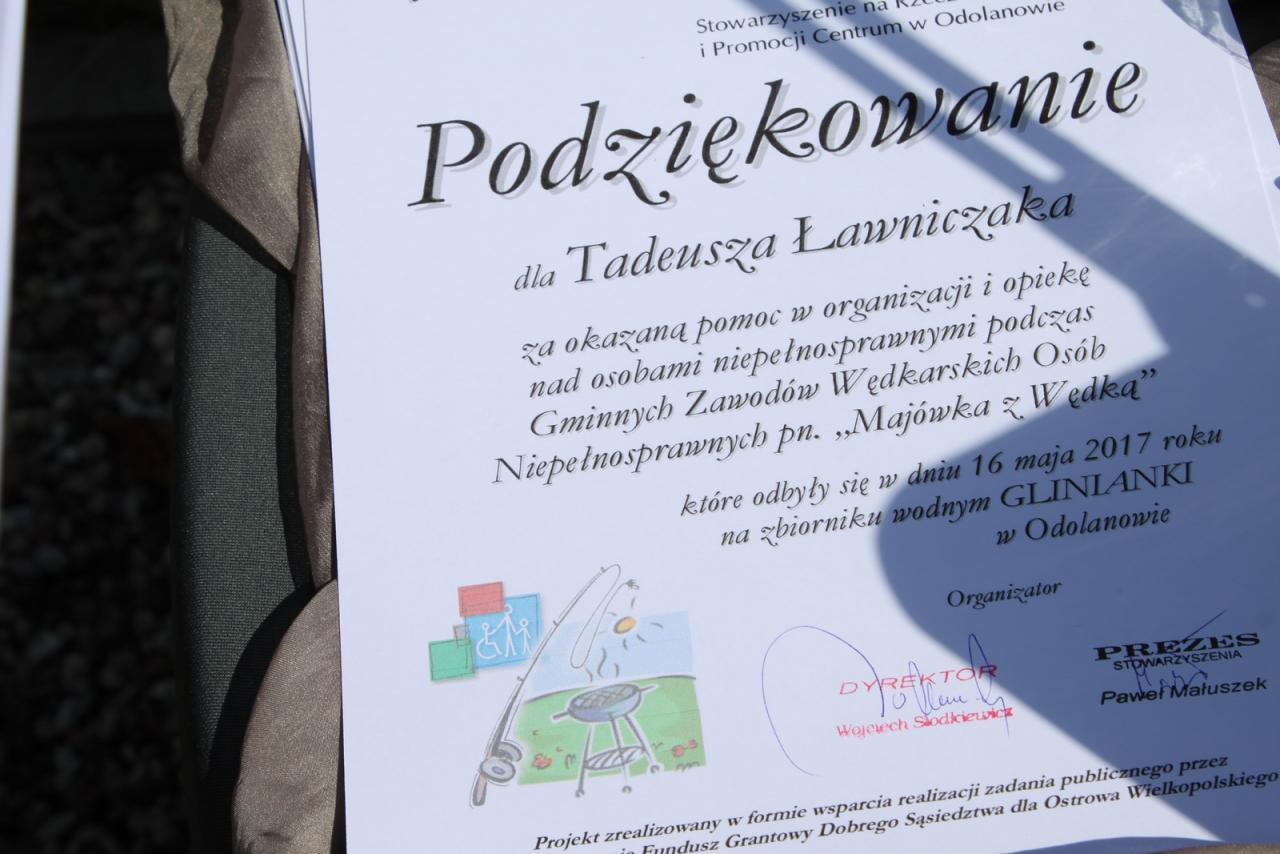 Stowarzyszenie na
i Promocji Centrum w Odolanowie
Podziękowanie
dla Tadeusza Ławniczaka
za okazaną pomoc w organizacji i opiekę
nad osobami niepełnosprawnymi podczas
Gminnych Zawodów Wędkarskich Osób
Niepełnosprawnych pn. „Majówka z Wędką”
które odbyły się w dniu 16 maja 2017 roku
na zbiorniku wodnym GLINIANKI
w Odolanowie
Organizator
DYREKTOR
Wojciech Słodkiewicz
PREZES
STOWARZYSZENIA
Paweł Małuszek
Projekt zrealizowany w formie wsparcia realizacji zadania publicznego przez
Fundusz Grantowy Dobrego Sąsiedztwa dla Ostrowa Wielkopolskiego